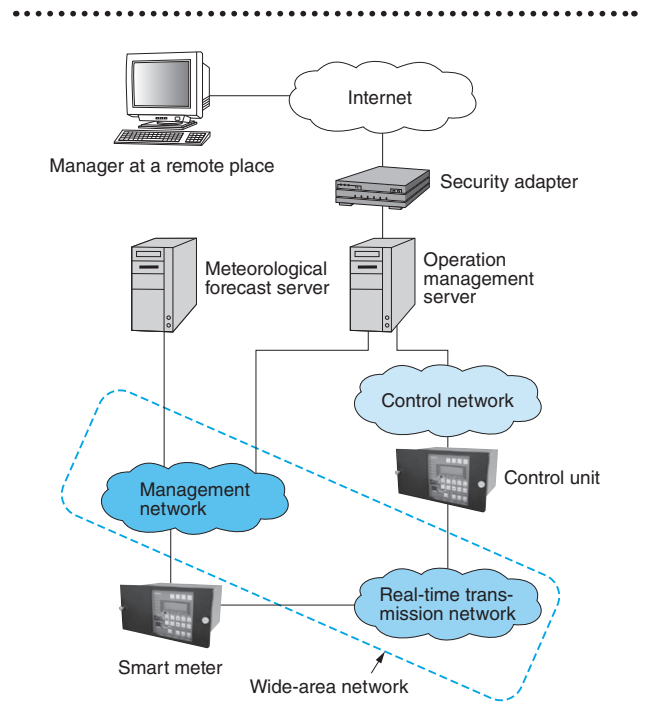 Internet
Manager at a remote place
Security adapter
Meteorological
forecast server
Operation
management
server
Control network
Control unit
Management
network
Real-time trans-
mission network
Smart meter
Wide-area network